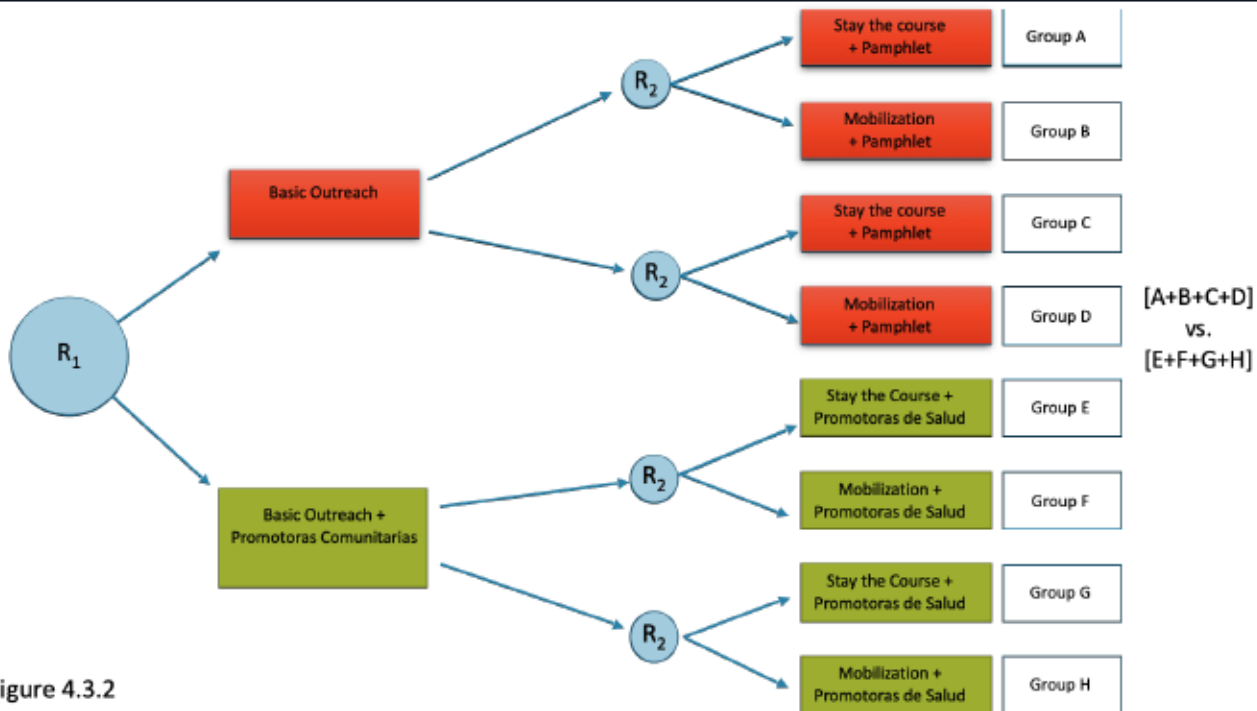 Stay the course
+ Pamphlet
Group A
R2
Mobilization
+ Pamphlet
Group B
Basic Outreach
Stay the course
+ Pamphlet
Group C
R2
Mobilization
+ Pamphlet
Group D
[A+B+C+D]
vs.
[E+F+G+H]
R1
Stay the Course +
Promotoras de Salud
Group E
R2
Mobilization +
Promotoras de Salud
Group F
Basic Outreach +
Promotoras Comunitarias
Stay the Course +
Promotoras de Salud
Group G
R2
Mobilization +
Promotoras de Salud
Group H
igure 4.3.2